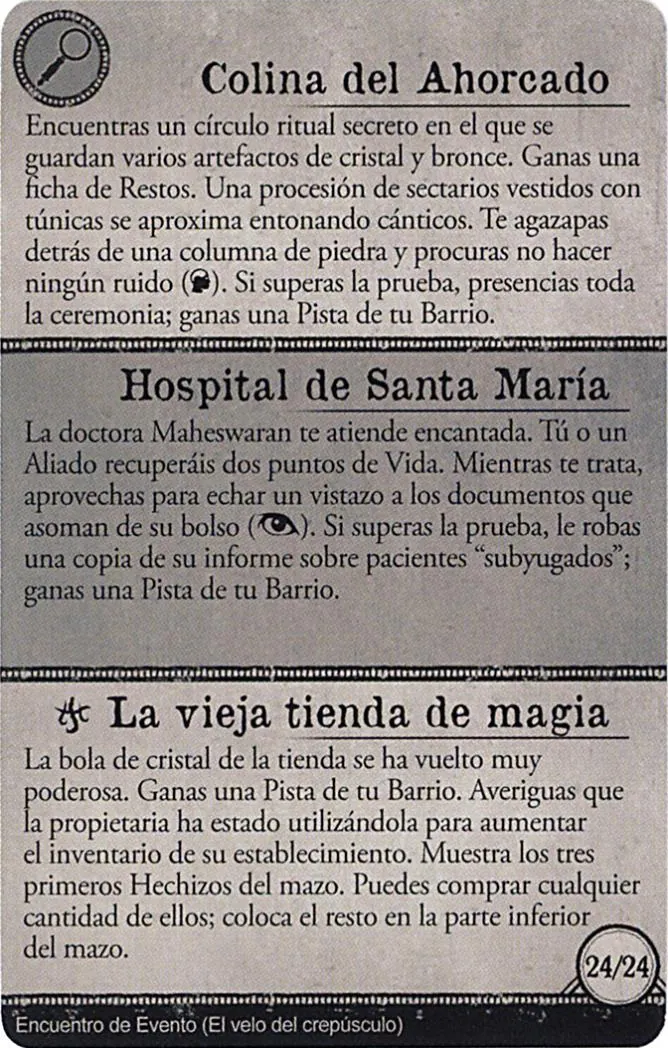 Colina del Ahorcado
Encuentras un círculo ritual secreto en el que se
guardan varios artefactos de cristal y bronce. Ganas una
ficha de Restos. Una procesión de sectarios vestidos con
túnicas se aproxima entonando cánticos. Te agazapas
detrás de una columna de piedra y procuras no hacer
ningún ruido (). Si superas la prueba, presencias toda
la ceremonia; ganas una Pista de tu Barrio.
Hospital de Santa María
La doctora Maheswaran te atiende encantada. Tú o un
Aliado recuperáis dos puntos de Vida. Mientras te trata,
aprovechas para echar un vistazo a los documentos que
asoman de su bolso (). Si superas la prueba, le robas
una copia de su informe sobre pacientes “subyugados”;
ganas una Pista de tu Barrio.
La vieja tienda de magia
La bola de cristal de la tienda se ha vuelto muy
poderosa. Ganas una Pista de tu Barrio. Averiguas que
la propietaria ha estado utilizándola para aumentar
el inventario de su establecimiento. Muestra los tres
primeros Hechizos del mazo. Puedes comprar cualquier
cantidad de ellos; coloca el resto en la parte inferior
del mazo.
24/24
Encuentro de Evento (El velo del crepúsculo)